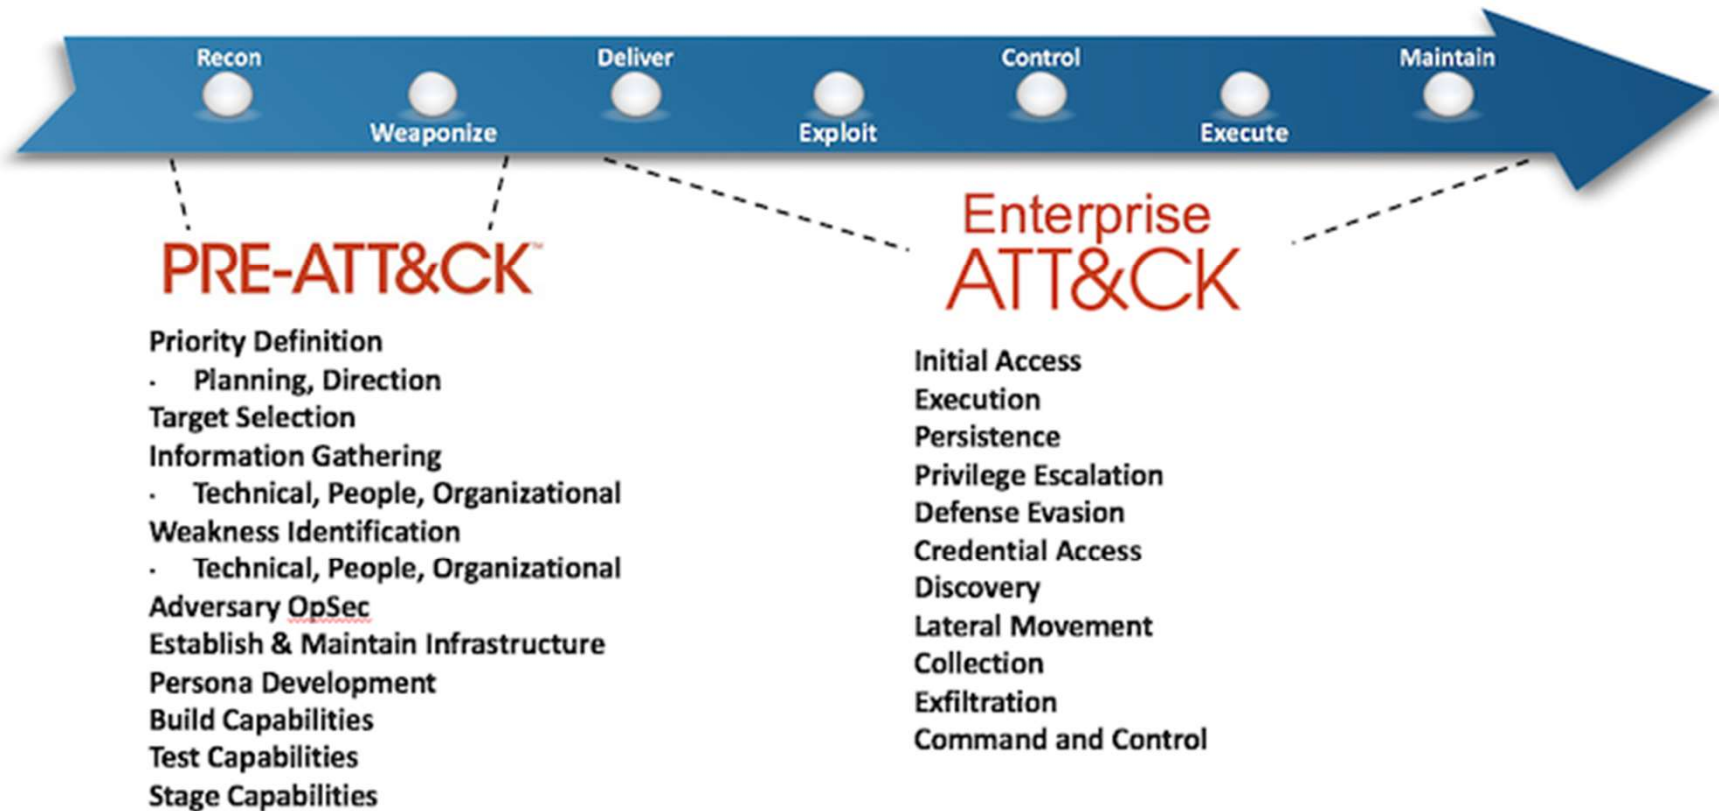 Recon
Weaponize
Deliver
Exploit
Control
Execute
Maintain
PRE-ATT&CK™
Priority Definition
· Planning, Direction
Target Selection
Information Gathering
· Technical, People, Organizational
Weakness Identification
· Technical, People, Organizational
Adversary OpSec
Establish & Maintain Infrastructure
Persona Development
Build Capabilities
Test Capabilities
Stage Capabilities
Enterprise
ATT&CK
Initial Access
Execution
Persistence
Privilege Escalation
Defense Evasion
Credential Access
Discovery
Lateral Movement
Collection
Exfiltration
Command and Control